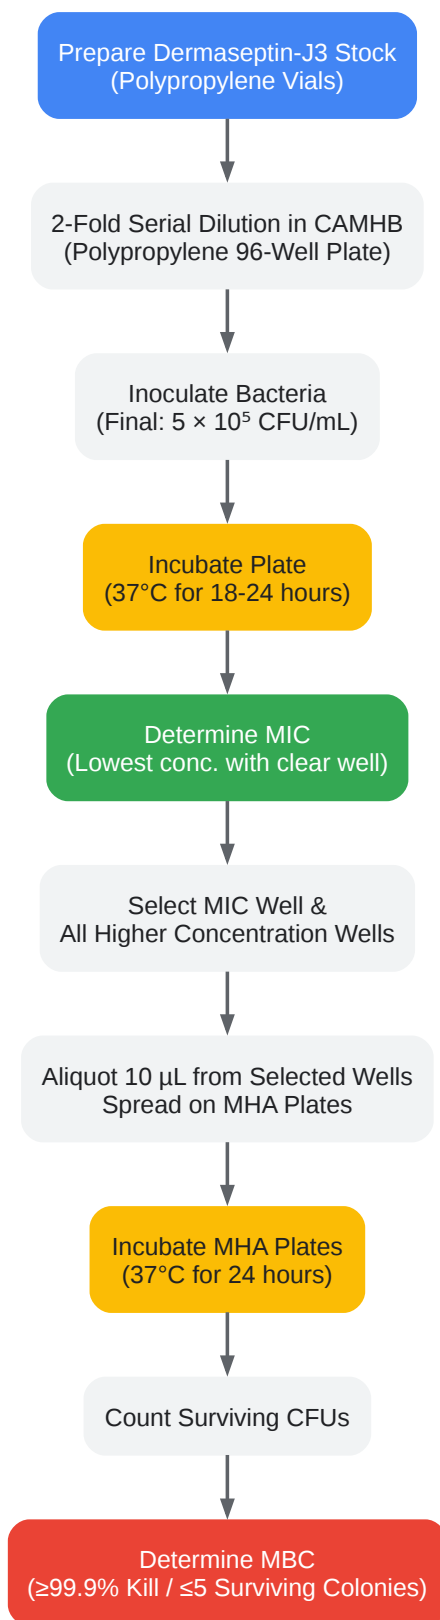 Prepare Dermaseptin-J3 Stock
(Polypropylene Vials)
2-Fold Serial Dilution in CAMHB
(Polypropylene 96-Well Plate)
Inoculate Bacteria
(Final: 5 × 10⁵ CFU/mL)
Incubate Plate
(37°C for 18-24 hours)
Determine MIC
(Lowest conc. with clear well)
Select MIC Well &
All Higher Concentration Wells
Aliquot 10 µL from Selected Wells
Spread on MHA Plates
Incubate MHA Plates
(37°C for 24 hours)
Count Surviving CFUs
Determine MBC
(≥99.9% Kill / ≤5 Surviving Colonies)